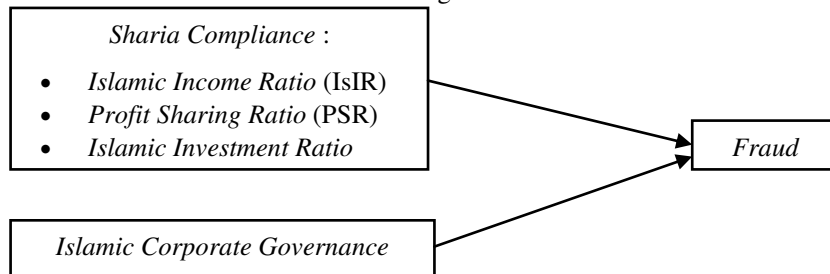 Sharia Compliance :
• Islamic Income Ratio (IsIR)
• Profit Sharing Ratio (PSR)
• Islamic Investment Ratio
Fraud
Islamic Corporate Governance